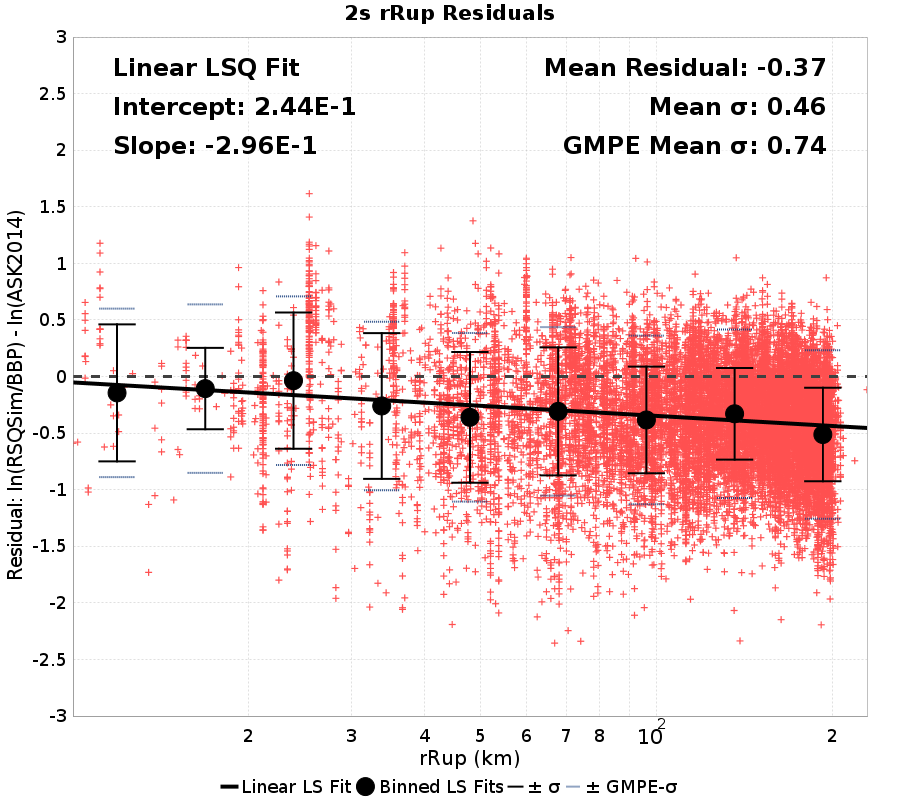 2s rRup Residuals
Linear LSQ Fit
Intercept: 2.44E-1
Slope: -2.96E-1
Mean Residual: -0.37
Mean σ: 0.46
GMPE Mean σ: 0.74
Residual: ln(RSQSim/BBP) - ln(ASK2014)
3
2.5
2
1.5
1
0.5
0
-0.5
-1
-1.5
-2
-2.5
-3
2 3 4 5 6 7 8 10² 2
rRup (km)
Linear LS Fit Binned LS Fits ± σ ± GMPE-σ